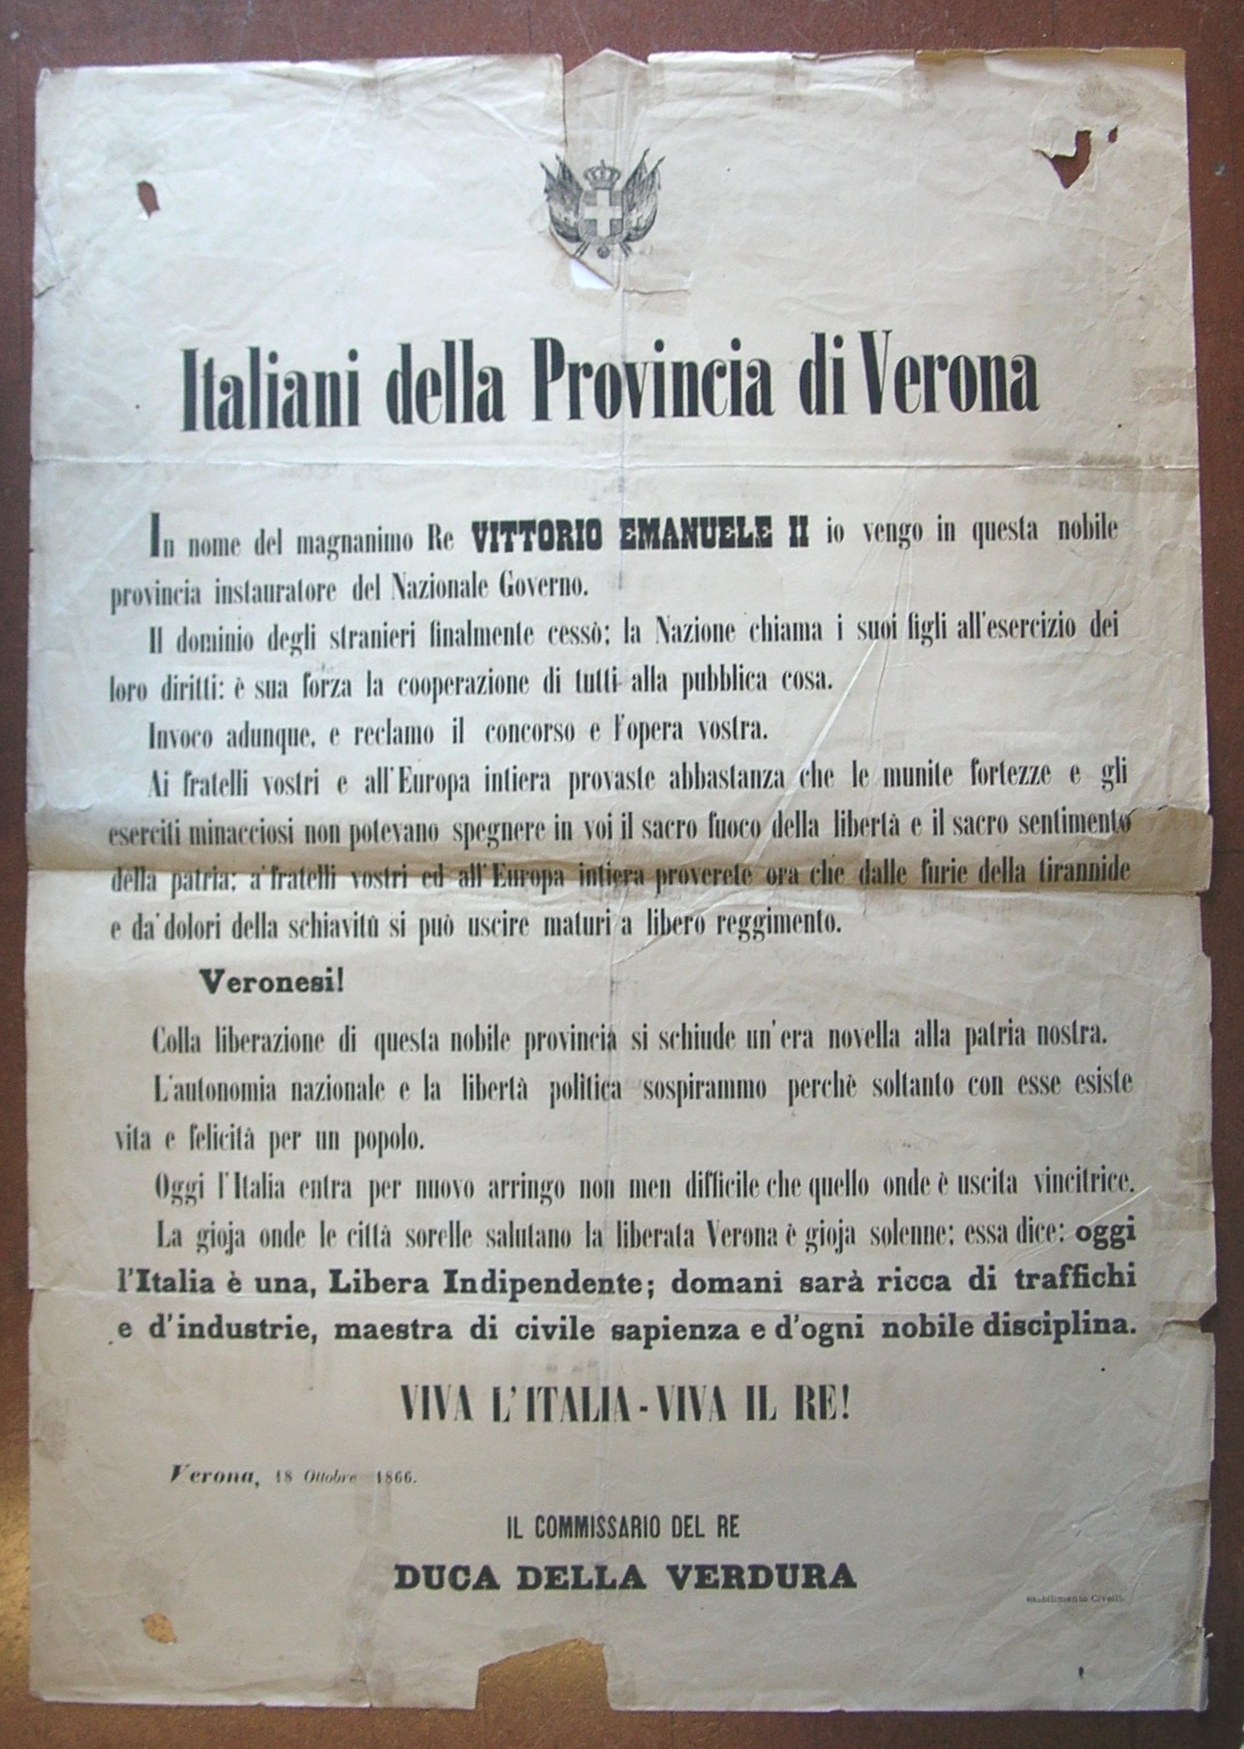 Italiani della Provincia di Verona
In nome del magnanimo Re VITTORIO EMANUELE II io vengo in questa nobile
provincia instauratore del Nazionale Governo.
Il dominio degli stranieri finalmente cessò; la Nazione chiama i suoi figli all'esercizio dei
loro diritti: è sua forza la cooperazione di tutti alla pubblica cosa.
Invoco adunque, e reclamo il concorso e l'opera vostra.
Ai fratelli vostri e all'Europa intiera provaste abbastanza che le munite fortezze e gli
eserciti minacciosi non potevano spegnere in voi il sacro fuoco della libertà e il sacro sentimento
della patria; a' fratelli vostri ed all'Europa intiera proverete ora che dalle furie della tirannide
e da' dolori della schiavitù si può uscire maturi a libero reggimento.
Veronesi!
Colla liberazione di questa nobile provincia si schiude un'era novella alla patria nostra.
L'autonomia nazionale e la libertà politica sospirammo perchè soltanto con esse esiste
vita e felicità per un popolo.
Oggi l'Italia entra per nuovo arringo non men difficile che quello onde è uscita vincitrice.
La gioja onde le città sorelle salutano la liberata Verona è gioja solenne; essa dice: oggi
l'Italia è una, Libera Indipendente; domani sarà ricca di traffichi
e d'industrie, maestra di civile sapienza e d'ogni nobile disciplina.
VIVA L'ITALIA - VIVA IL RE!
Verona, 18 Ottobre 1866.
IL COMMISSARIO DEL RE
DUCA DELLA VERDURA
Stabilimento Civelli